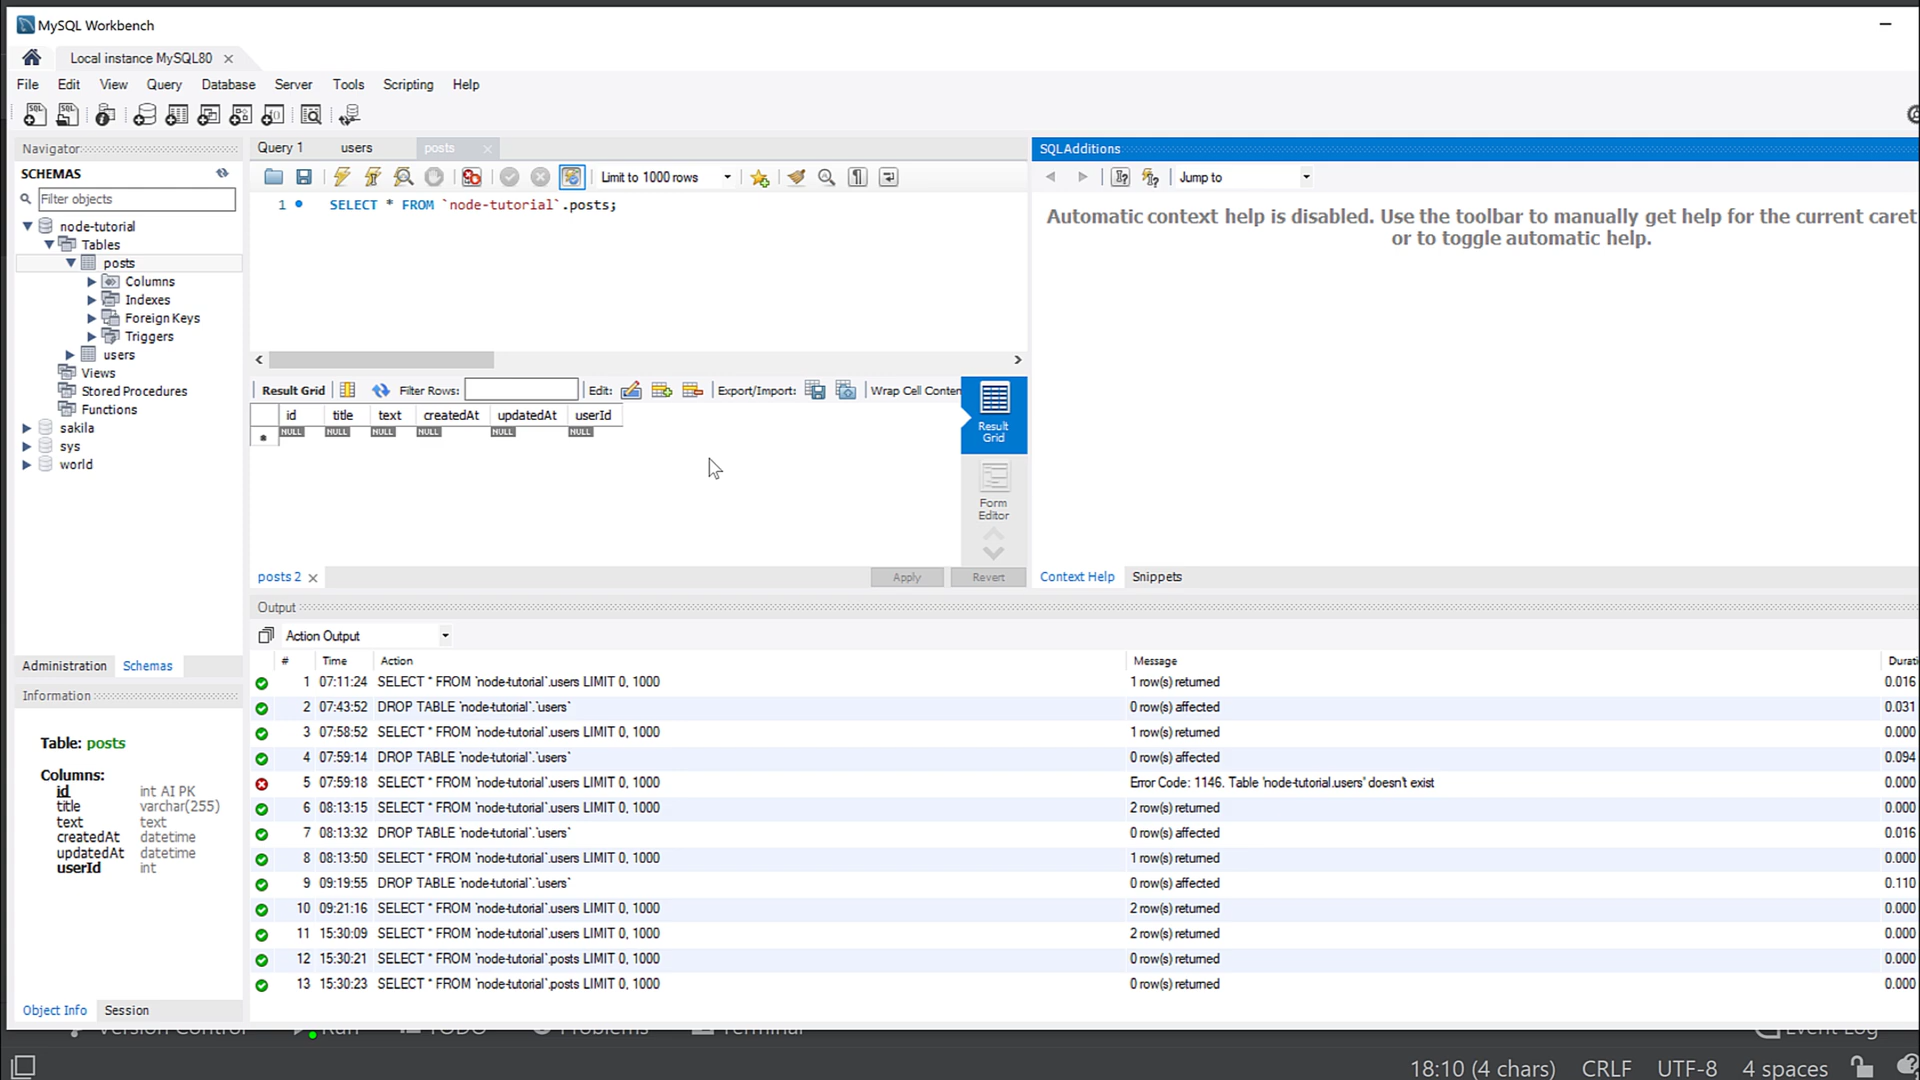 MySQL Workbench
Local instance MySQL80
File Edit View Query Database Server Tools Scripting Help
Navigator
SCHEMAS
Filter objects
node-tutorial
Tables
posts
Columns
Indexes
Foreign Keys
Triggers
users
Views
Stored Procedures
Functions
sakila
sys
world
Administration Schemas
Information
Table: posts
Columns:
id int AI PK
title varchar(255)
text text
createdAt datetime
updatedAt datetime
userId int
Object Info Session
Query 1 users posts
Limit to 1000 rows
1 SELECT * FROM `node-tutorial`.posts;
Result Grid Filter Rows: Edit: Export/Import: Wrap Cell Conten
id title text createdAt updatedAt userId
NULL NULL NULL NULL NULL NULL
Result Grid
Form Editor
posts 2 Apply Revert
SQLAdditions
Jump to
Automatic context help is disabled. Use the toolbar to manually get help for the current caret
or to toggle automatic help.
Context Help Snippets
Output
Action Output
# Time Action Message Durati
1 07:11:24 SELECT * FROM `node-tutorial`.users LIMIT 0, 1000 1 row(s) returned 0.016
2 07:43:52 DROP TABLE `node-tutorial`.`users` 0 row(s) affected 0.031
3 07:58:52 SELECT * FROM `node-tutorial`.users LIMIT 0, 1000 1 row(s) returned 0.000
4 07:59:14 DROP TABLE `node-tutorial`.`users` 0 row(s) affected 0.094
5 07:59:18 SELECT * FROM `node-tutorial`.users LIMIT 0, 1000 Error Code: 1146. Table 'node-tutorial.users' doesn't exist 0.000
6 08:13:15 SELECT * FROM `node-tutorial`.users LIMIT 0, 1000 2 row(s) returned 0.000
7 08:13:32 DROP TABLE `node-tutorial`.`users` 0 row(s) affected 0.016
8 08:13:50 SELECT * FROM `node-tutorial`.users LIMIT 0, 1000 1 row(s) returned 0.000
9 09:19:55 DROP TABLE `node-tutorial`.`users` 0 row(s) affected 0.110
10 09:21:16 SELECT * FROM `node-tutorial`.users LIMIT 0, 1000 2 row(s) returned 0.000
11 15:30:09 SELECT * FROM `node-tutorial`.users LIMIT 0, 1000 2 row(s) returned 0.000
12 15:30:21 SELECT * FROM `node-tutorial`.posts LIMIT 0, 1000 0 row(s) returned 0.000
13 15:30:23 SELECT * FROM `node-tutorial`.posts LIMIT 0, 1000 0 row(s) returned 0.000
Version Control Run TODO Problems Terminal Event Log
18:10 (4 chars) CRLF UTF-8 4 spaces